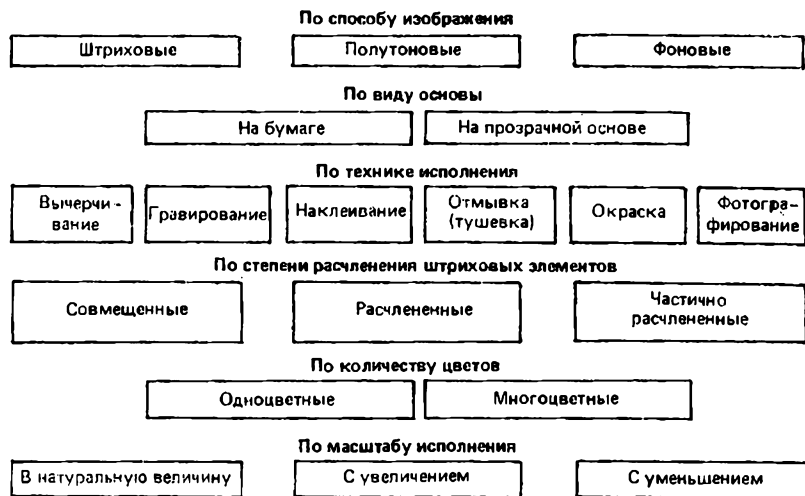 По способу изображения
Штриховые Полутоновые Фоновые
По виду основы
На бумаге На прозрачной основе
По технике исполнения
Вычерчи-
вание Гравирование Наклеивание Отмывка
(тушевка) Окраска Фотогра-
фирование
По степени расчленения штриховых элементов
Совмещенные Расчлененные Частично
расчлененные
По количеству цветов
Одноцветные Многоцветные
По масштабу исполнения
В натуральную величину С увеличением С уменьшением